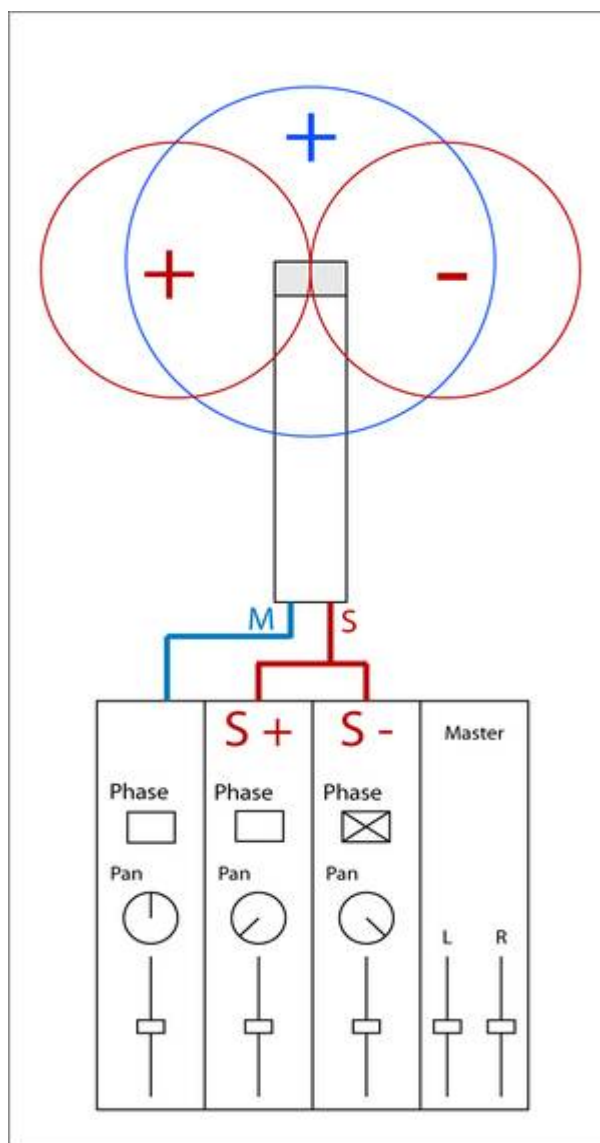 +
+ -
M S
S + S - Master
Phase Phase Phase
Pan Pan Pan
L R